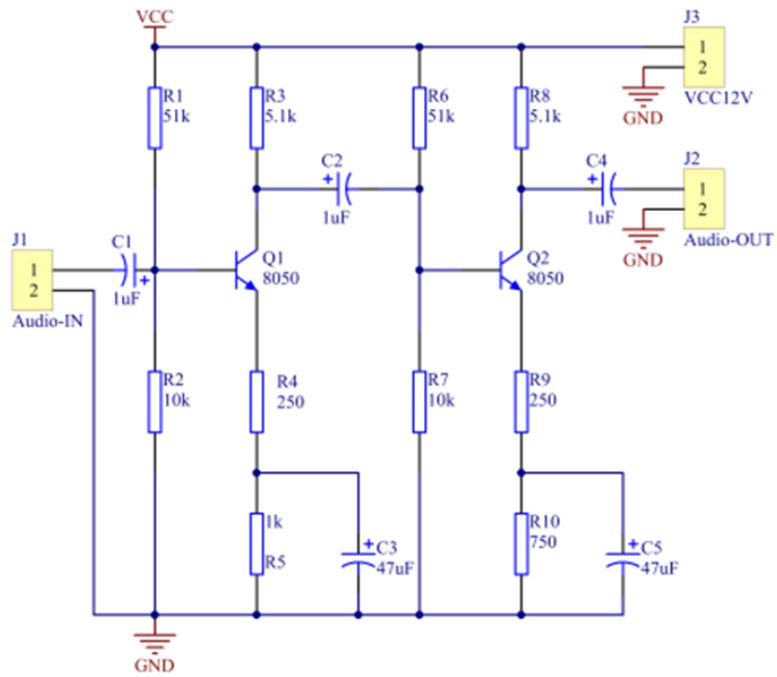 VCC
J3
1
2
VCC12V
GND
R1
51k
R3
5.1k
R6
51k
R8
5.1k
C2
+
1uF
C4
+
1uF
J2
1
2
Audio-OUT
GND
J1
1
2
Audio-IN
C1
+
1uF
Q1
8050
Q2
8050
R2
10k
R4
250
R7
10k
R9
250
1k
R5
+
C3
47uF
R10
750
+
C5
47uF
GND